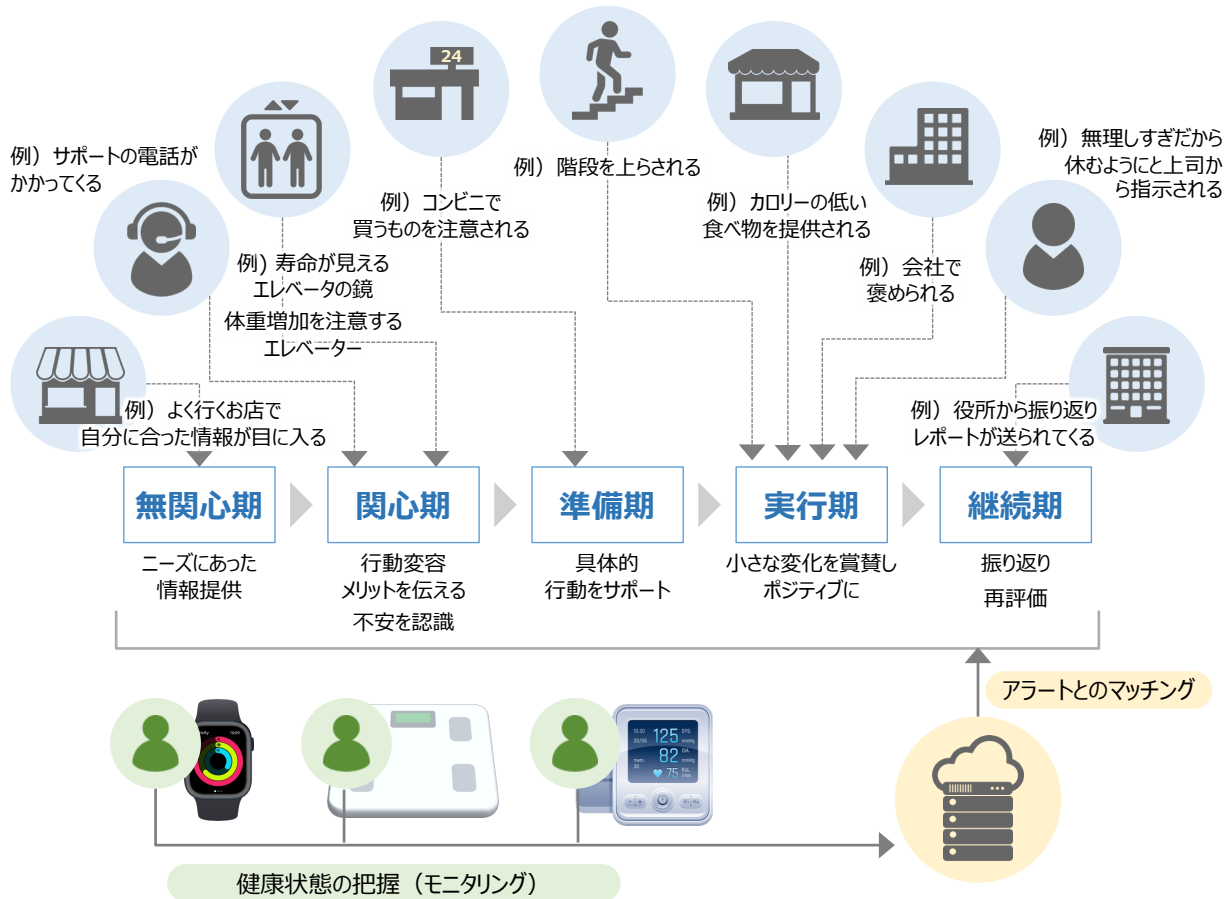 24
例）サポートの電話が
かかってくる
例）寿命が見える
エレベータの鏡
体重増加を注意する
エレベーター
例）コンビニで
買うものを注意される
例）階段を上らされる
例）カロリーの低い
食べ物を提供される
例）会社で
褒められる
例）無理しすぎだから
休むようにと上司か
ら指示される
例）よく行くお店で
自分に合った情報が目に入る
例）役所から振り返り
レポートが送られてくる
無関心期
関心期
準備期
実行期
継続期
ニーズにあった
情報提供
行動変容
メリットを伝える
不安を認識
具体的
行動をサポート
小さな変化を賞賛し
ポジティブに
振り返り
再評価
アラートとのマッチング
125
82
75
健康状態の把握（モニタリング）